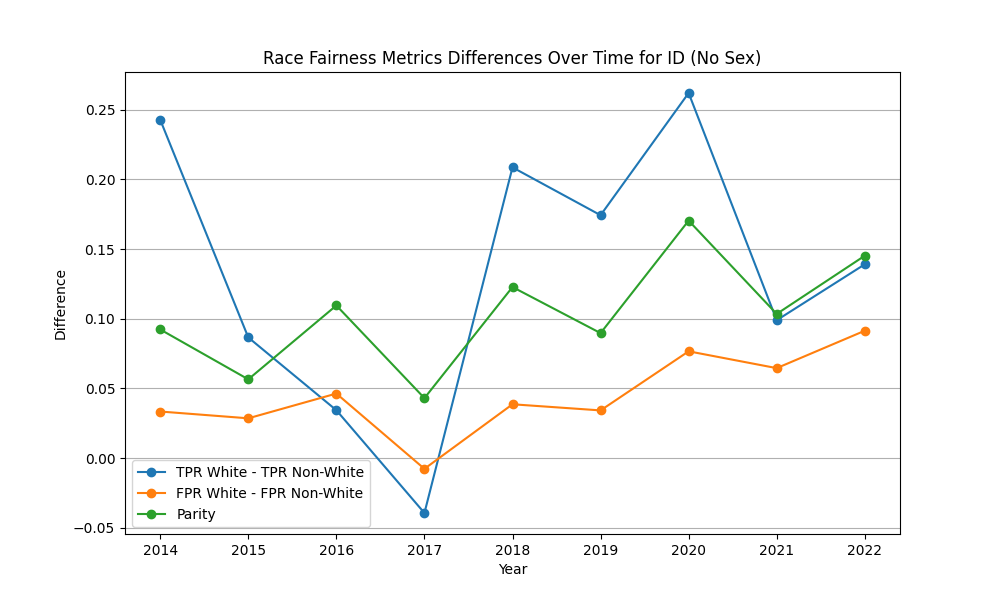 Race Fairness Metrics Differences Over Time for ID (No Sex)
Difference
0.25
0.20
0.15
0.10
0.05
0.00
−0.05
TPR White - TPR Non-White
FPR White - FPR Non-White
Parity
2014 2015 2016 2017 2018 2019 2020 2021 2022
Year